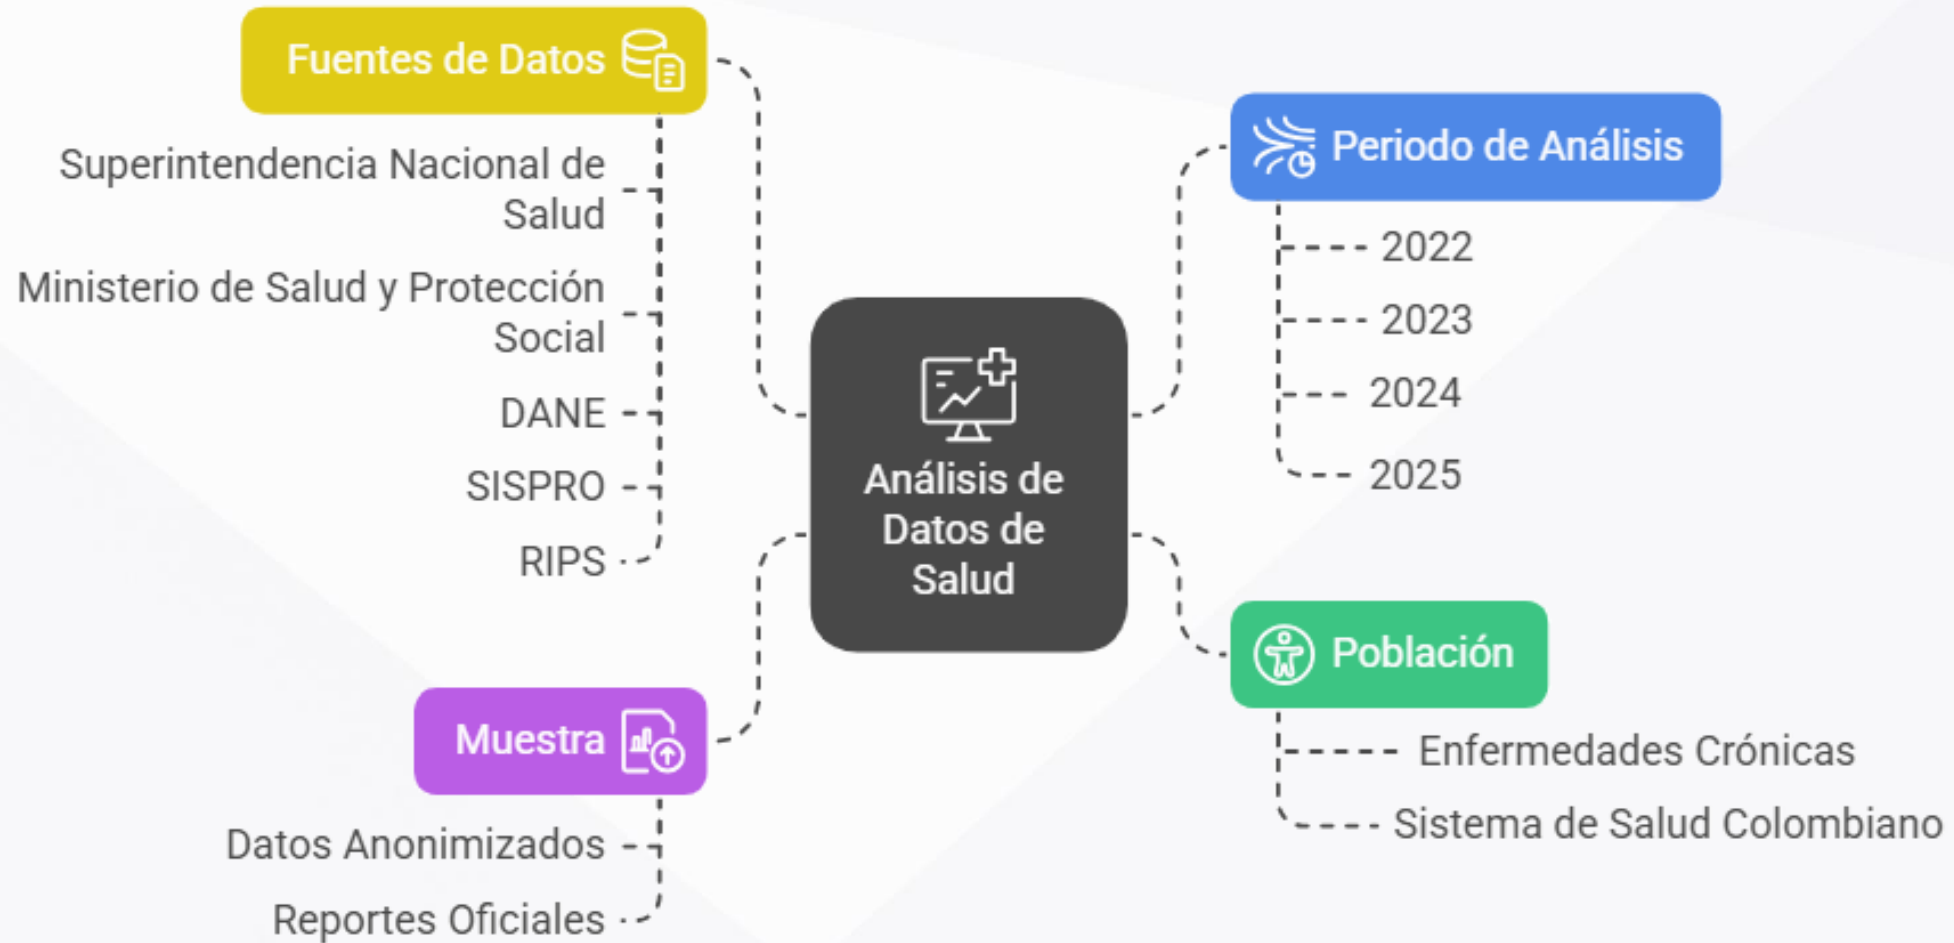 Fuentes de Datos
Superintendencia Nacional de
Salud
Ministerio de Salud y Protección
Social
DANE
SISPRO
RIPS
Muestra
Datos Anonimizados
Reportes Oficiales
Análisis de
Datos de
Salud
Periodo de Análisis
2022
2023
2024
2025
Población
Enfermedades Crónicas
Sistema de Salud Colombiano